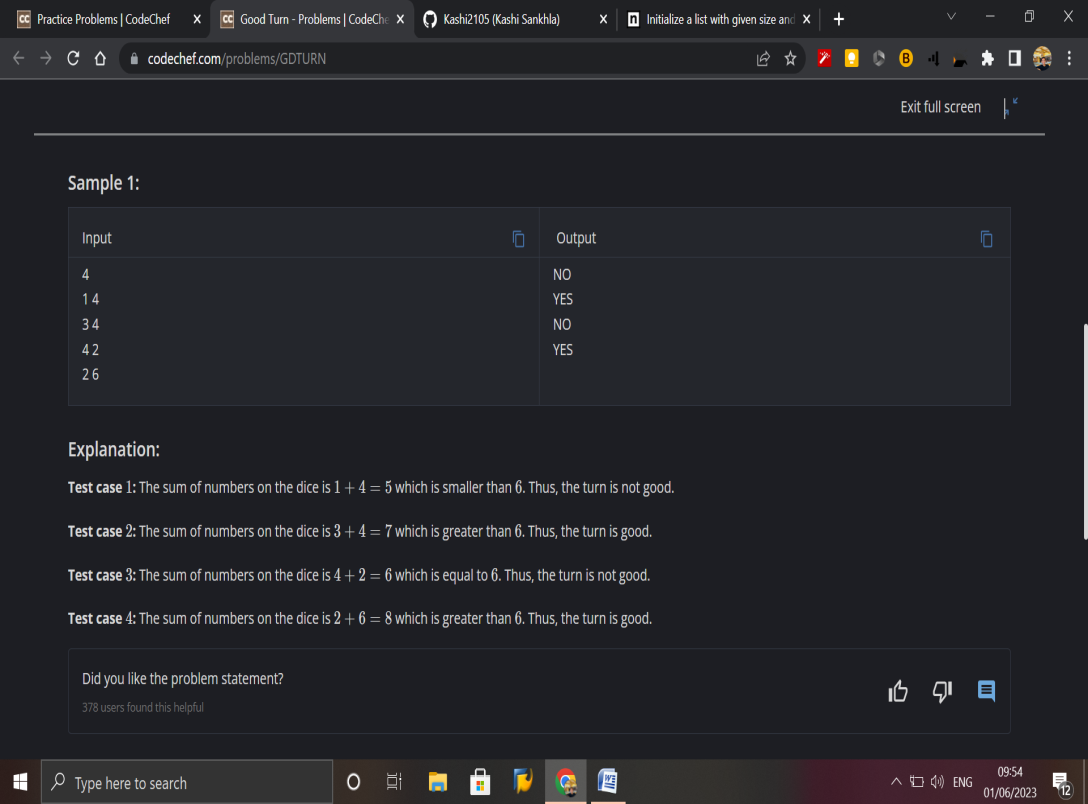 Practice Problems | CodeChef
Good Turn - Problems | CodeChe
Kashi2105 (Kashi Sankhla)
Initialize a list with given size and
codechef.com/problems/GDTURN
Exit full screen
Sample 1:
Input
Output
4
1 4
3 4
4 2
2 6
NO
YES
NO
YES
Explanation:
Test case 1: The sum of numbers on the dice is 1 + 4 = 5 which is smaller than 6. Thus, the turn is not good.
Test case 2: The sum of numbers on the dice is 3 + 4 = 7 which is greater than 6. Thus, the turn is good.
Test case 3: The sum of numbers on the dice is 4 + 2 = 6 which is equal to 6. Thus, the turn is not good.
Test case 4: The sum of numbers on the dice is 2 + 6 = 8 which is greater than 6. Thus, the turn is good.
Did you like the problem statement?
378 users found this helpful
Type here to search
ENG
09:54
01/06/2023
12